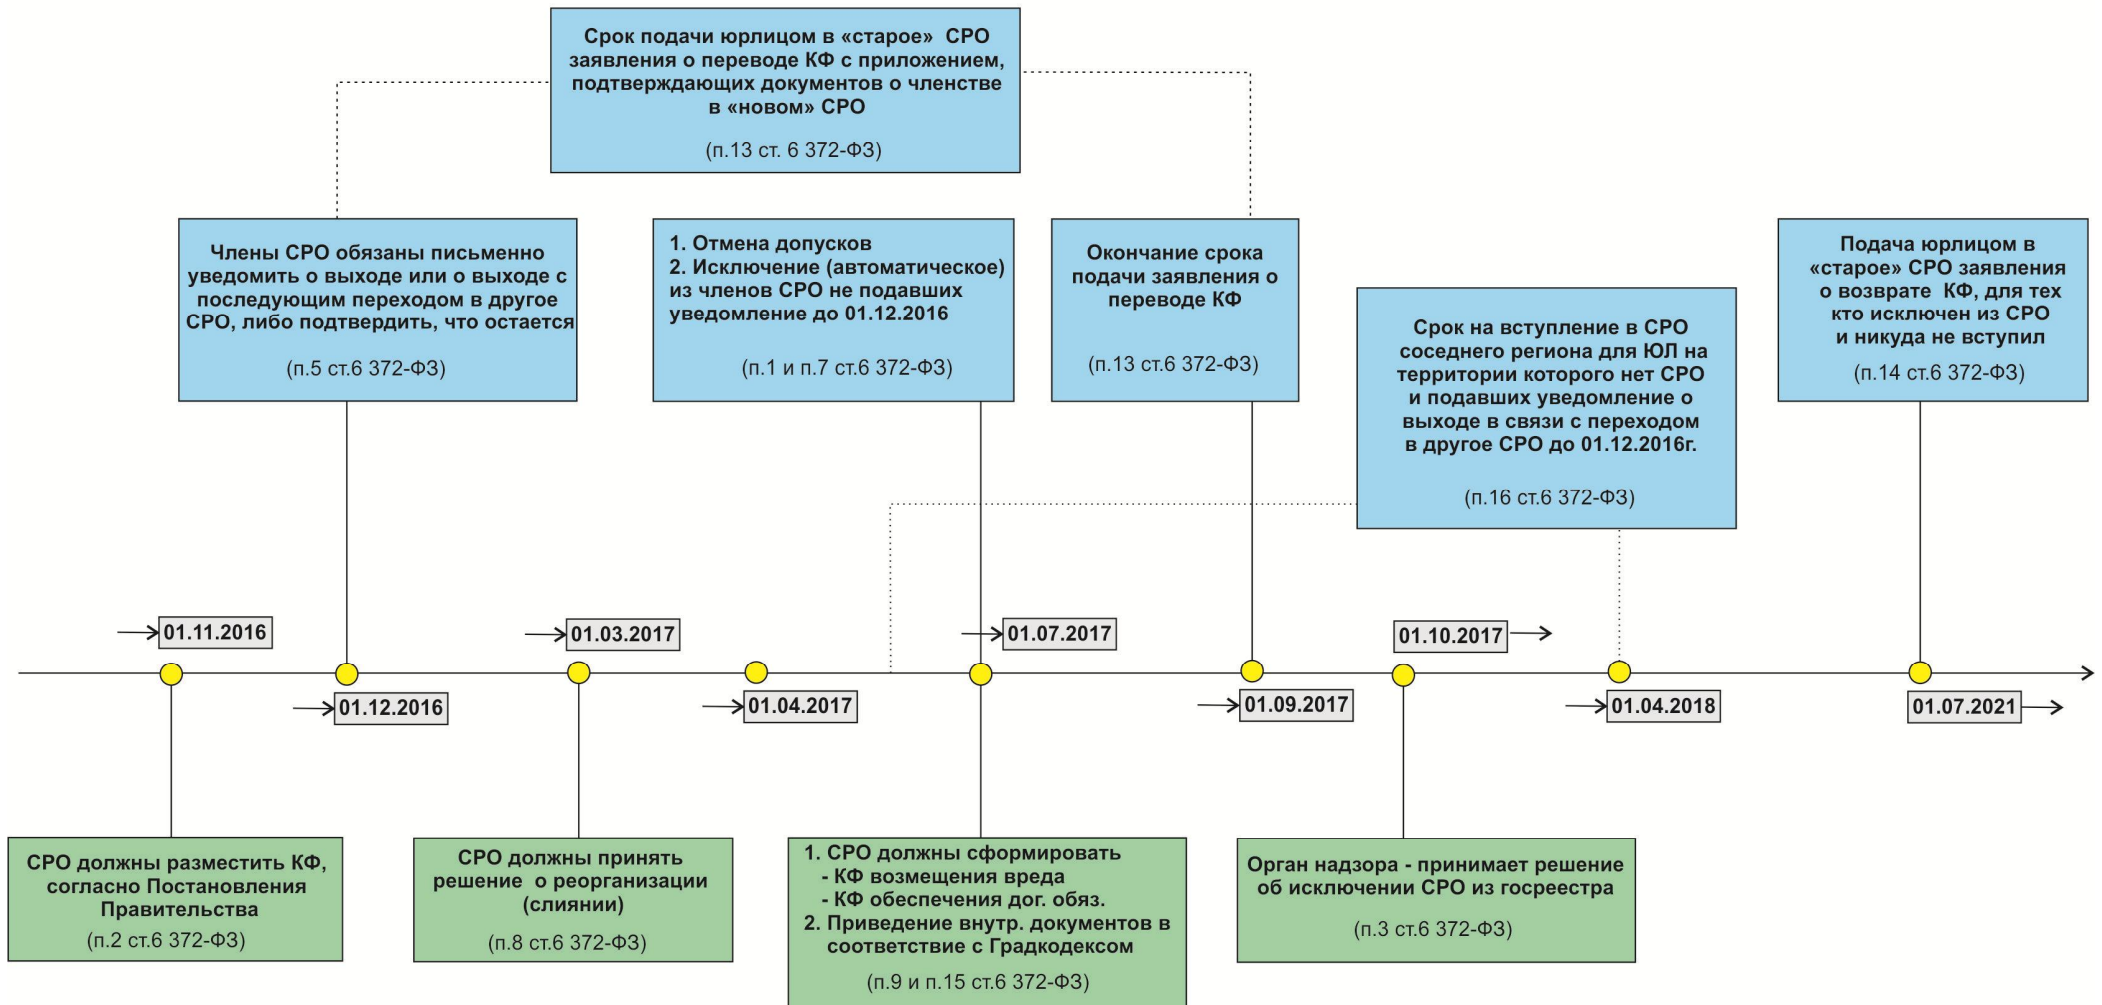 Срок подачи юрлицом в «старое» СРО
заявления о переводе КФ с приложением,
подтверждающих документов о членстве
в «новом» СРО
(п.13 ст. 6 372-ФЗ)
Члены СРО обязаны письменно
уведомить о выходе или о выходе с
последующим переходом в другое
СРО, либо подтвердить, что остается
(п.5 ст.6 372-ФЗ)
1. Отмена допусков
2. Исключение (автоматическое)
из членов СРО не подавших
уведомление до 01.12.2016
(п.1 и п.7 ст.6 372-ФЗ)
Окончание срока
подачи заявления о
переводе КФ
(п.13 ст.6 372-ФЗ)
Срок на вступление в СРО
соседнего региона для ЮЛ на
территории которого нет СРО
и подавших уведомление о
выходе в связи с переходом
в другое СРО до 01.12.2016г.
(п.16 ст.6 372-ФЗ)
Подача юрлицом в
«старое» СРО заявления
о возврате КФ, для тех
кто исключен из СРО
и никуда не вступил
(п.14 ст.6 372-ФЗ)
01.11.2016
01.12.2016
01.03.2017
01.04.2017
01.07.2017
01.09.2017
01.10.2017
01.04.2018
01.07.2021
СРО должны разместить КФ,
согласно Постановления
Правительства
(п.2 ст.6 372-ФЗ)
СРО должны принять
решение о реорганизации
(слиянии)
(п.8 ст.6 372-ФЗ)
1. СРО должны сформировать
- КФ возмещения вреда
- КФ обеспечения дог. обяз.
2. Приведение внутр. документов в
соответствие с Градкодексом
(п.9 и п.15 ст.6 372-ФЗ)
Орган надзора - принимает решение
об исключении СРО из госреестра
(п.3 ст.6 372-ФЗ)